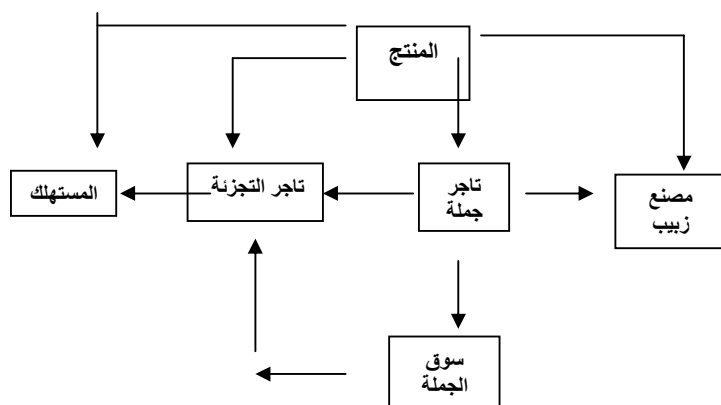 المنتج
المستهلك
تاجر التجزئة
تاجر
جملة
مصنع
زبيب
سوق
الجملة